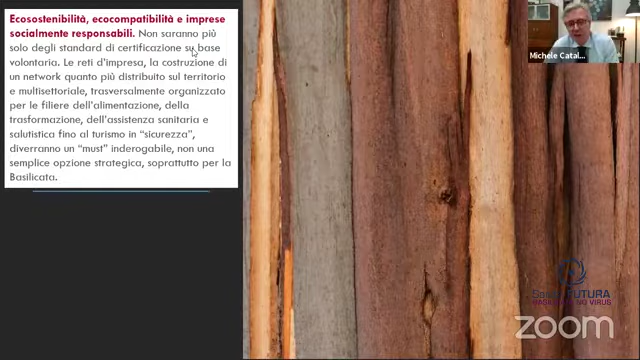 Ecosostenibilità, ecocompatibilità e imprese
socialmente responsabili. Non saranno più
solo degli standard di certificazione su base
volontaria. Le reti d'impresa, la costruzione di
un network quanto più distribuito sul territorio
e multisettoriale, trasversalmente organizzato
per le filiere dell'alimentazione, della
trasformazione, dell'assistenza sanitaria e
salutistica fino al turismo in "sicurezza",
diverranno un "must" inderogabile, non una
semplice opzione strategica, soprattutto per la
Basilicata.
Michele Catal...
FUTURA
NO VIRUS
zoom